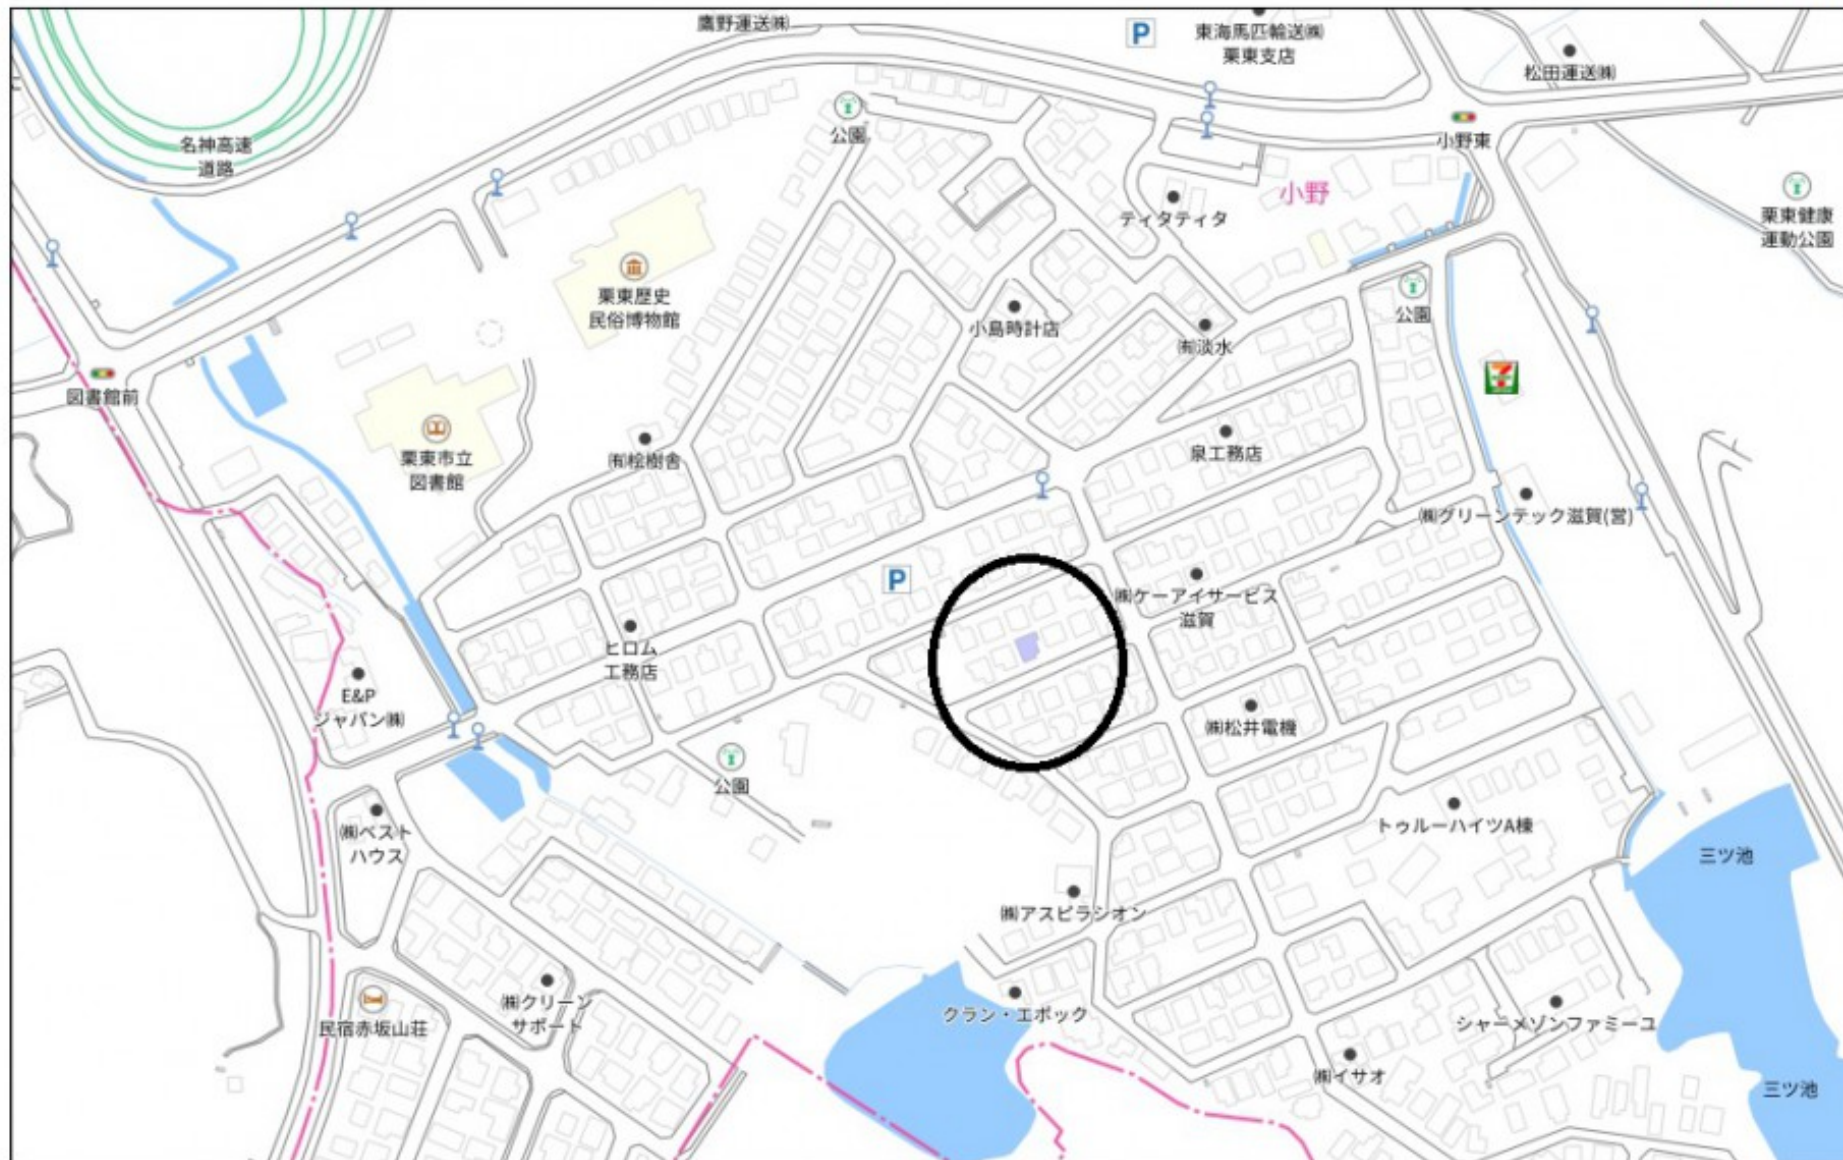 鷹野運送㈱
P
東海馬匹輸送㈱
栗東支店
松田運送㈱
名神高速
道路
公園
小野東
小野
ティタティタ
栗東健康
運動公園
栗東歴史
民俗博物館
小島時計店
㈲淡水
公園
7
図書館前
栗東市立
図書館
㈲桧樹舎
泉工務店
㈱グリーンテック滋賀(営)
P
㈱ケーアイサービス
滋賀
ヒロム
工務店
E&P
ジャパン㈱
㈱松井電機
公園
㈱ベスト
ハウス
トゥルーハイツA棟
三ツ池
㈱アスピラシオン
㈱クリーン
サポート
民宿赤坂山荘
クラン・エポック
シャーメゾンファミーユ
㈱イサオ
三ツ池